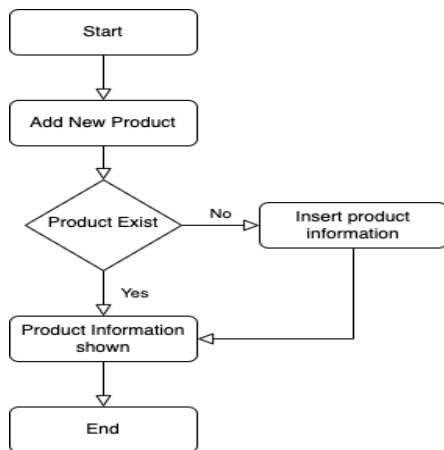 Start
Add New Product
Product Exist
No
Insert product
information
Yes
Product Information
shown
End